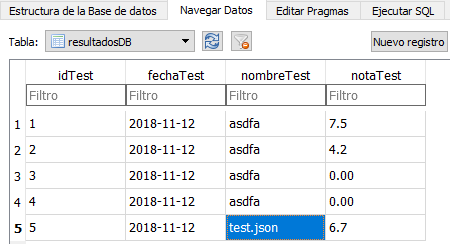 Estructura de la Base de datos Navegar Datos Editar Pragmas Ejecutar SQL
Tabla: resultadosDB Nuevo registro
idTest fechaTest nombreTest notaTest
Filtro Filtro Filtro Filtro
1 1 2018-11-12 asdfa 7.5
2 2 2018-11-12 asdfa 4.2
3 3 2018-11-12 asdfa 0.00
4 4 2018-11-12 asdfa 0.00
5 5 2018-11-12 test.json 6.7